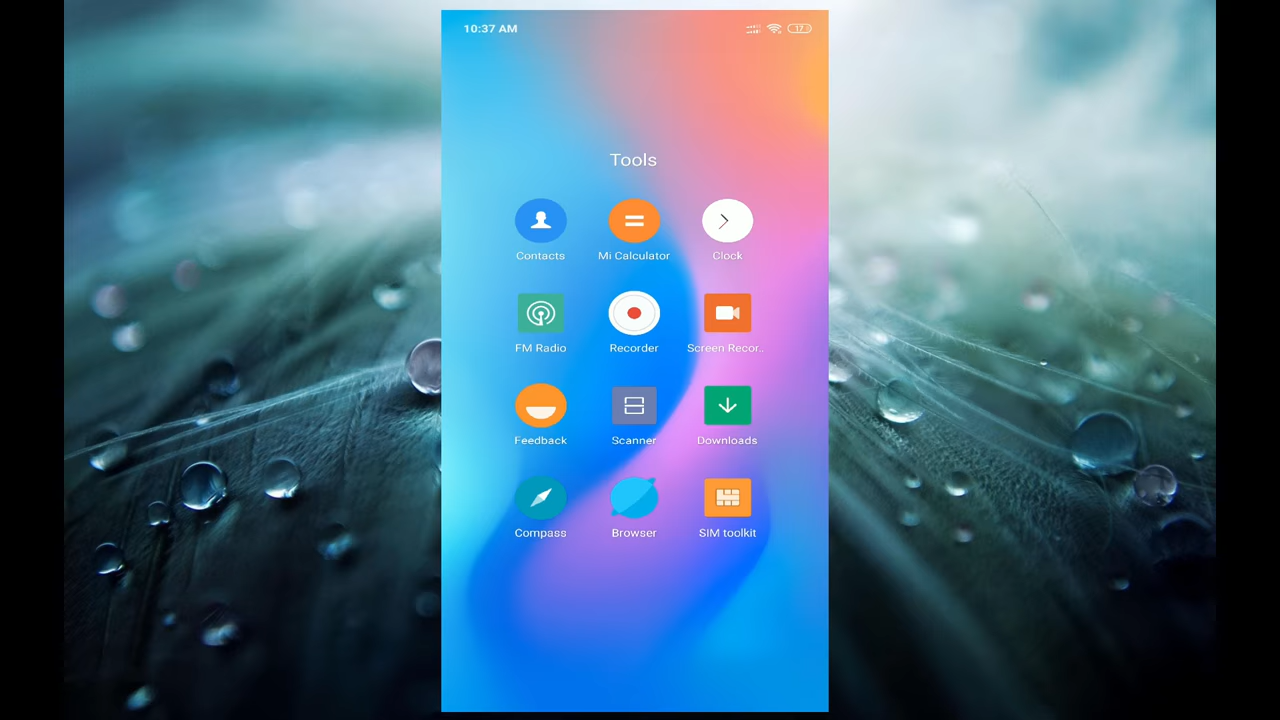 10:37 AM
17
Tools
Contacts
Mi Calculator
Clock
FM Radio
Recorder
Screen Recor..
Feedback
Scanner
Downloads
Compass
Browser
SIM toolkit